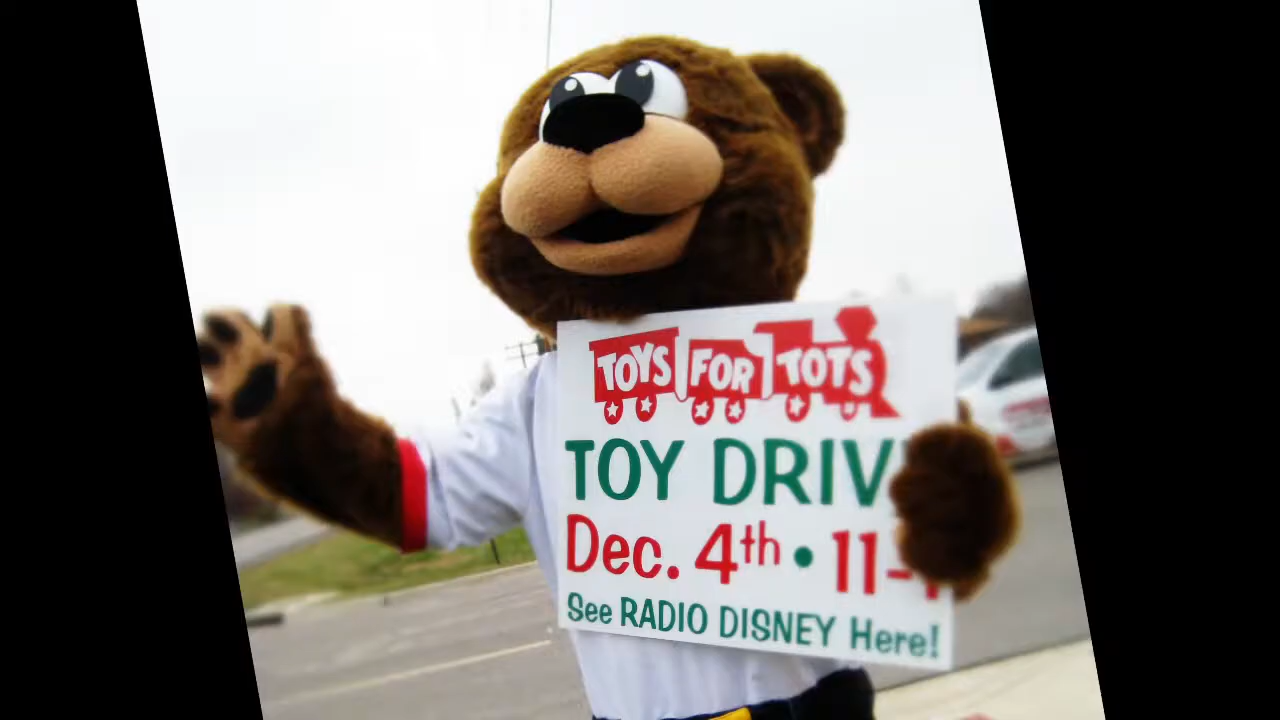 TOYS FOR TOTS
TOY DRIV
Dec. 4th • 11-
See RADIO DISNEY Here!